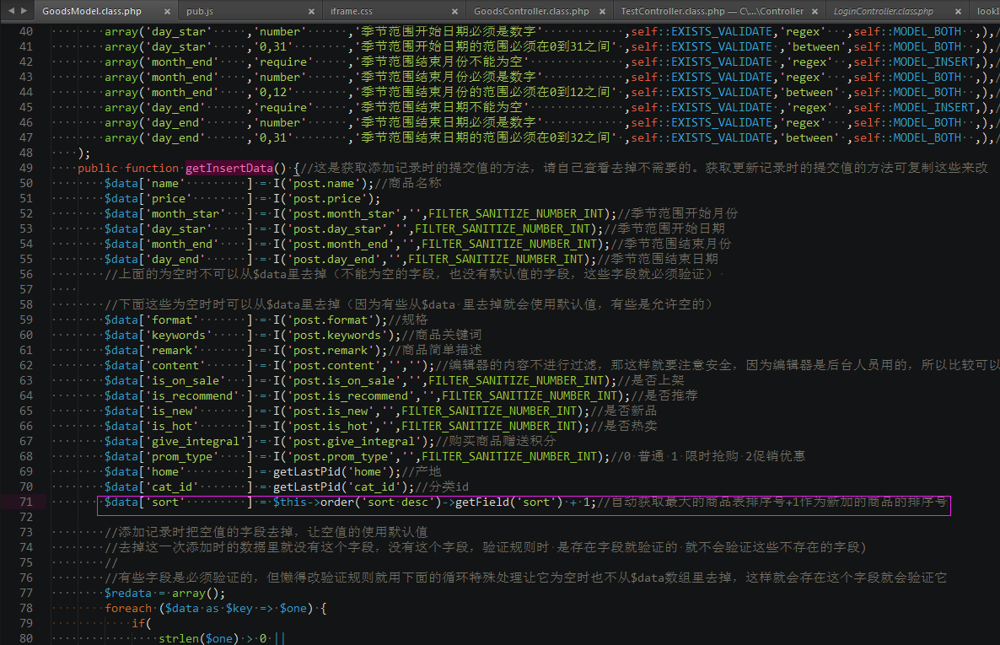 GoodsModel.class.php × pub.js × iframe.css × GoodsController.class.php × TestController.class.php — C\...\Controller × LoginController.class.php × lookI
40 array('day_star' ,'number' ,'季节范围开始日期必须是数字' ,self::EXISTS_VALIDATE,'regex' ,self::MODEL_BOTH ,),/
41 array('day_star' ,'0,31' ,'季节范围开始日期的范围必须在0到31之间' ,self::EXISTS_VALIDATE ,'between',self::MODEL_BOTH ,),/
42 array('month_end' ,'require' ,'季节范围结束月份不能为空' ,self::EXISTS_VALIDATE ,'regex' ,self::MODEL_INSERT,),/
43 array('month_end' ,'number' ,'季节范围结束月份必须是数字' ,self::EXISTS_VALIDATE ,'regex' ,self::MODEL_BOTH ,),/
44 array('month_end' ,'0,12' ,'季节范围结束月份的范围必须在0到12之间' ,self::EXISTS_VALIDATE ,'between' ,self::MODEL_BOTH ,),/
45 array('day_end' ,'require' ,'季节范围结束日期不能为空' ,self::EXISTS_VALIDATE ,'regex' ,self::MODEL_INSERT,),/
46 array('day_end' ,'number' ,'季节范围结束日期必须是数字' ,self::EXISTS_VALIDATE ,'regex' ,self::MODEL_BOTH ,),/
47 array('day_end' ,'0,31' ,'季节范围结束日期的范围必须在0到32之间' ,self::EXISTS_VALIDATE ,'between' ,self::MODEL_BOTH ,),/
48 );
49 public function getInsertData() {//这是获取添加记录时的提交值的方法，请自己查看去掉不需要的。获取更新记录时的提交值的方法可复制这些来改
50 $data['name' ] = I('post.name');//商品名称
51 $data['price' ] = I('post.price');
52 $data['month_star' ] = I('post.month_star','',FILTER_SANITIZE_NUMBER_INT);//季节范围开始月份
53 $data['day_star' ] = I('post.day_star','',FILTER_SANITIZE_NUMBER_INT);//季节范围开始日期
54 $data['month_end' ] = I('post.month_end','',FILTER_SANITIZE_NUMBER_INT);//季节范围结束月份
55 $data['day_end' ] = I('post.day_end','',FILTER_SANITIZE_NUMBER_INT);//季节范围结束日期
56 //上面的为空时不可以从$data里去掉（不能为空的字段，也没有默认值的字段，这些字段就必须验证）
57
58 //下面这些为空时时可以从$data里去掉（因为有些从$data 里去掉就会使用默认值，有些是允许空的）
59 $data['format' ] = I('post.format');//规格
60 $data['keywords' ] = I('post.keywords');//商品关键词
61 $data['remark' ] = I('post.remark');//商品简单描述
62 $data['content' ] = I('post.content','','');//编辑器的内容不进行过滤，那这样就要注意安全，因为编辑器是后台人员用的，所以比较可以
63 $data['is_on_sale' ] = I('post.is_on_sale','',FILTER_SANITIZE_NUMBER_INT);//是否上架
64 $data['is_recommend' ] = I('post.is_recommend','',FILTER_SANITIZE_NUMBER_INT);//是否推荐
65 $data['is_new' ] = I('post.is_new','',FILTER_SANITIZE_NUMBER_INT);//是否新品
66 $data['is_hot' ] = I('post.is_hot','',FILTER_SANITIZE_NUMBER_INT);//是否热卖
67 $data['give_integral'] = I('post.give_integral');//购买商品赠送积分
68 $data['prom_type' ] = I('post.prom_type','',FILTER_SANITIZE_NUMBER_INT);//0 普通 1 限时抢购 2促销优惠
69 $data['home' ] = getLastPid('home');//产地
70 $data['cat_id' ] = getLastPid('cat_id');//分类id
71 $data['sort' ] = $this->order('sort desc')->getField('sort') + 1;//自动获取最大的商品表排序号+1作为新加的商品的排序号
72
73 //添加记录时把空值的字段去掉，让空值的使用默认值
74 //去掉这一次添加时的数据里就没有这个字段，没有这个字段，验证规则时 是存在字段就验证的 就不会验证这些不存在的字段)
75 //
76 //有些字段是必须验证的，但懒得改验证规则就用下面的循环特殊处理让它为空时也不从$data数组里去掉，这样就会存在这个字段就会验证它
77 $redata = array();
78 foreach ($data as $key => $one) {
79 if(
80 strlen($one) > 0 ||